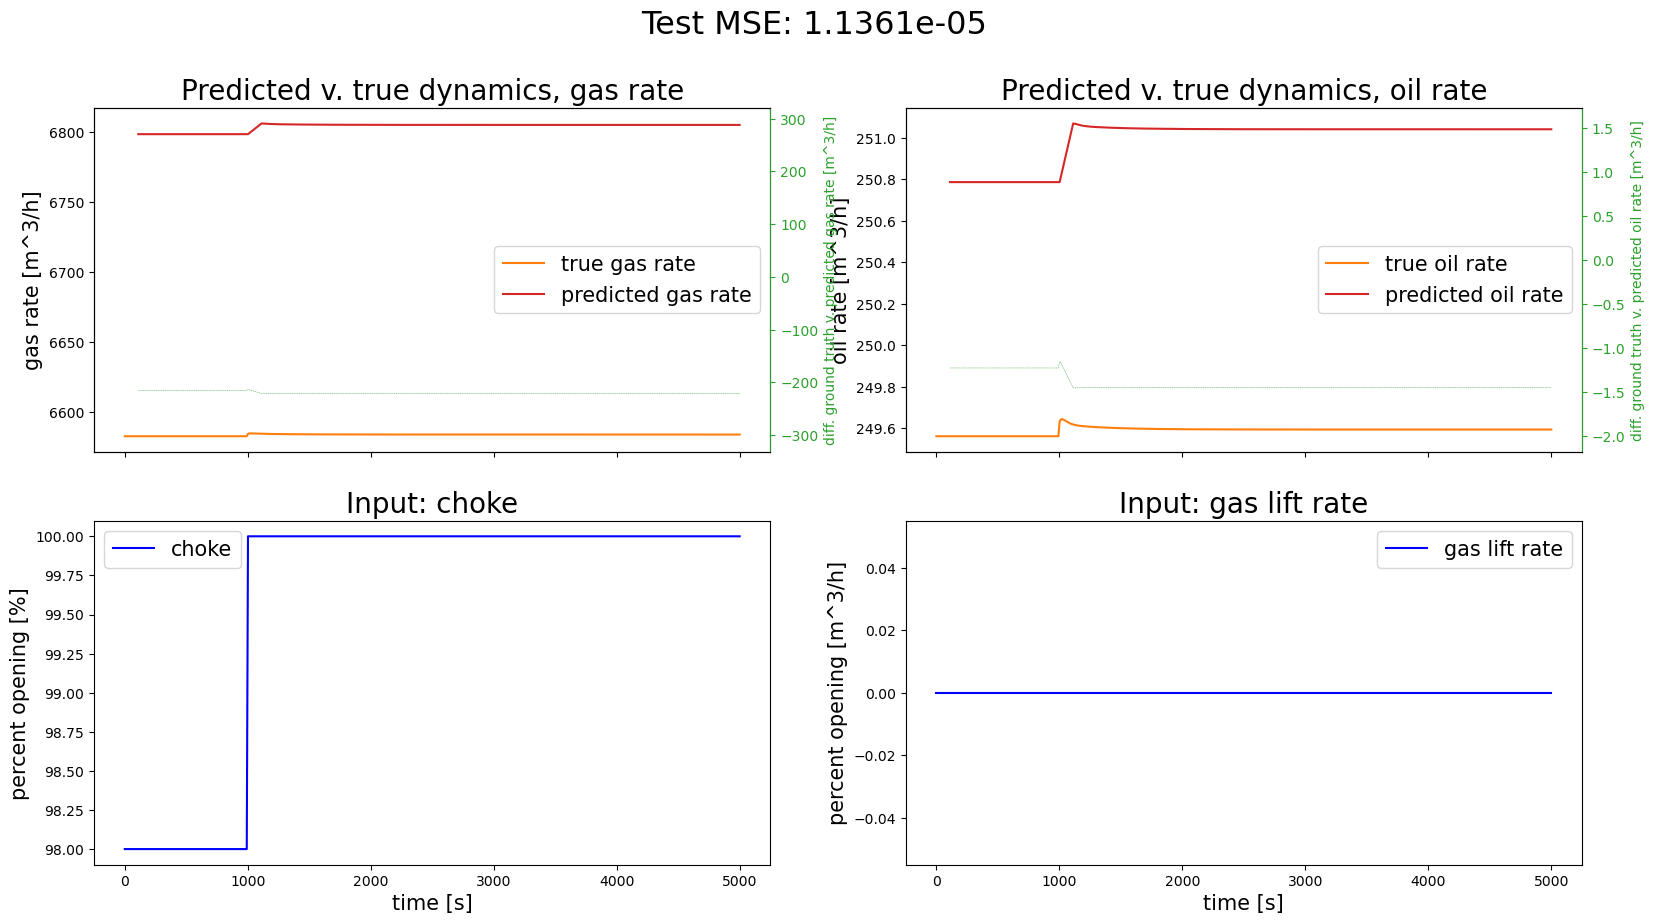 Test MSE: 1.1361e-05
Predicted v. true dynamics, gas rate
gas rate [m^3/h]
6800
6750
6700
6650
6600
true gas rate
predicted gas rate
300
200
100
0
−100
−200
−300
diff. ground truth v. predicted gas rate [m^3/h]
Predicted v. true dynamics, oil rate
oil rate [m^3/h]
251.0
250.8
250.6
250.4
250.2
250.0
249.8
249.6
true oil rate
predicted oil rate
1.5
1.0
0.5
0.0
−0.5
−1.0
−1.5
−2.0
diff. ground truth v. predicted oil rate [m^3/h]
Input: choke
percent opening [%]
100.00
99.75
99.50
99.25
99.00
98.75
98.50
98.25
98.00
choke
0
1000
2000
3000
4000
5000
time [s]
Input: gas lift rate
percent opening [m^3/h]
0.04
0.02
0.00
−0.02
−0.04
gas lift rate
0
1000
2000
3000
4000
5000
time [s]